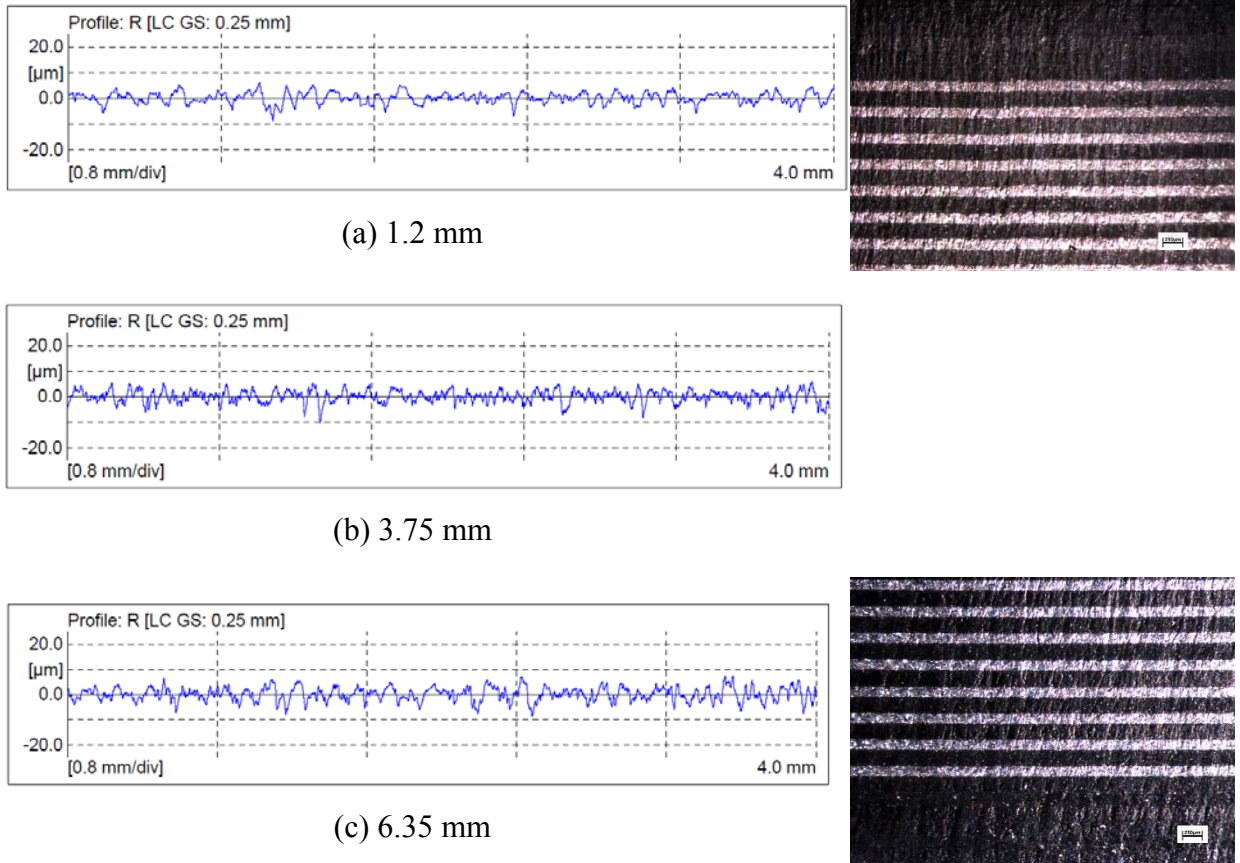 Profile: R [LC GS: 0.25 mm]
20.0
[µm]
0.0
-20.0
[0.8 mm/div] 4.0 mm
(a) 1.2 mm
250µm
Profile: R [LC GS: 0.25 mm]
20.0
[µm]
0.0
-20.0
[0.8 mm/div] 4.0 mm
(b) 3.75 mm
Profile: R [LC GS: 0.25 mm]
20.0
[µm]
0.0
-20.0
[0.8 mm/div] 4.0 mm
(c) 6.35 mm
250µm